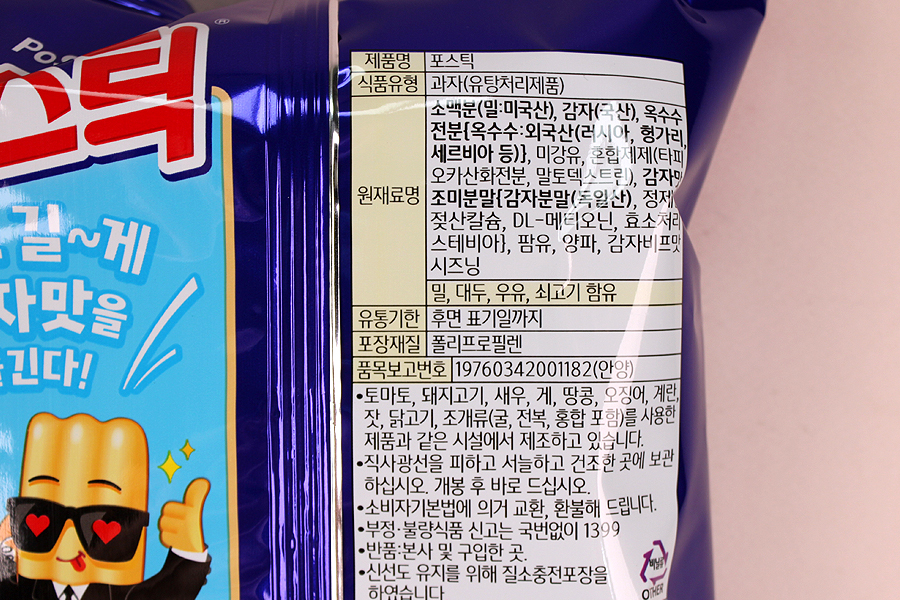 스틱
®
길~게
자맛을
긴다!
제품명 포스틱
식품유형 과자(유탕처리제품)
원재료명
소맥분(밀:미국산), 감자(국산), 옥수수
전분{옥수수:외국산(러시아, 헝가리,
세르비아 등)}, 미강유, 혼합제제(타피
오카산화전분, 말토덱스트린), 감자맛
조미분말{감자분말(독일산), 정제
젖산칼슘, DL-메티오닌, 효소처리
스테비아}, 팜유, 양파, 감자비프맛
시즈닝
밀, 대두, 우유, 쇠고기 함유
유통기한 후면 표기일까지
포장재질 폴리프로필렌
품목보고번호 19760342001182(안양)
•토마토, 돼지고기, 새우, 게, 땅콩, 오징어, 계란,
잣, 닭고기, 조개류(굴, 전복, 홍합 포함)를 사용한
제품과 같은 시설에서 제조하고 있습니다.
•직사광선을 피하고 서늘하고 건조한 곳에 보관
하십시오. 개봉 후 바로 드십시오.
•소비자기본법에 의거 교환, 환불해 드립니다.
•부정·불량식품 신고는 국번없이 1399
•반품:본사 및 구입한 곳.
•신선도 유지를 위해 질소충전포장을
하였습니다
비닐류
OTHER